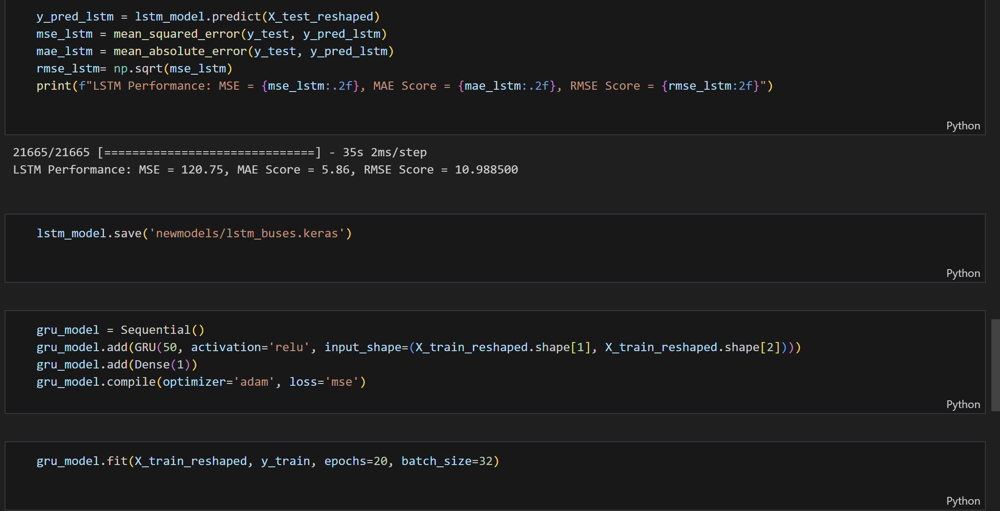 y_pred_lstm = lstm_model.predict(X_test_reshaped)
mse_lstm = mean_squared_error(y_test, y_pred_lstm)
mae_lstm = mean_absolute_error(y_test, y_pred_lstm)
rmse_lstm= np.sqrt(mse_lstm)
print(f"LSTM Performance: MSE = {mse_lstm:.2f}, MAE Score = {mae_lstm:.2f}, RMSE Score = {rmse_lstm:2f}")
Python
21665/21665 [==============================] - 35s 2ms/step
LSTM Performance: MSE = 120.75, MAE Score = 5.86, RMSE Score = 10.988500
lstm_model.save('newmodels/lstm_buses.keras')
Python
gru_model = Sequential()
gru_model.add(GRU(50, activation='relu', input_shape=(X_train_reshaped.shape[1], X_train_reshaped.shape[2])))
gru_model.add(Dense(1))
gru_model.compile(optimizer='adam', loss='mse')
Python
gru_model.fit(X_train_reshaped, y_train, epochs=20, batch_size=32)
Python